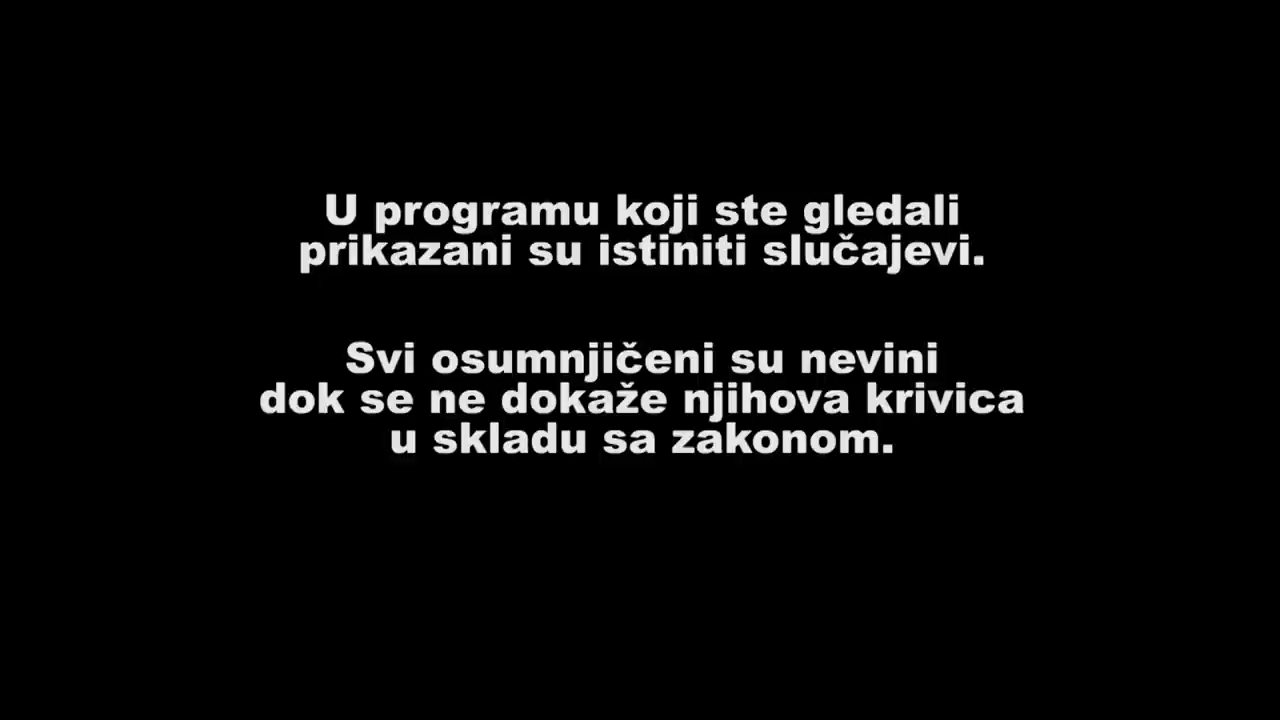 U programu koji ste gledali
prikazani su istiniti slučajevi.
Svi osumnjičeni su nevini
dok se ne dokaže njihova krivica
u skladu sa zakonom.